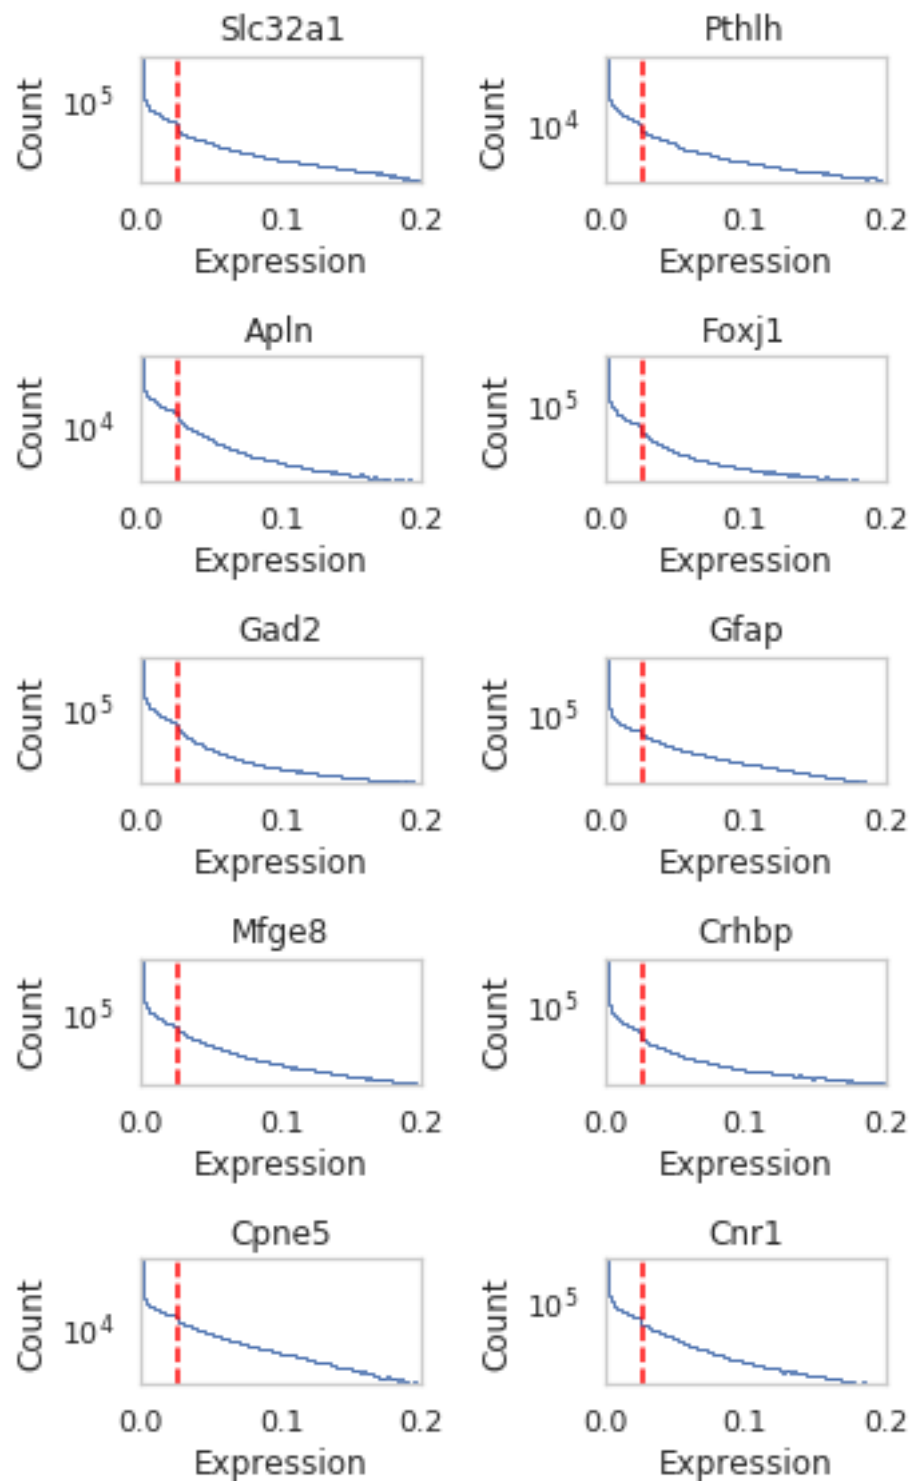 Slc32a1
Count
10^5
0.0 0.1 0.2
Expression
Pthlh
Count
10^4
0.0 0.1 0.2
Expression
Apln
Count
10^4
0.0 0.1 0.2
Expression
Foxj1
Count
10^5
0.0 0.1 0.2
Expression
Gad2
Count
10^5
0.0 0.1 0.2
Expression
Gfap
Count
10^5
0.0 0.1 0.2
Expression
Mfge8
Count
10^5
0.0 0.1 0.2
Expression
Crhbp
Count
10^5
0.0 0.1 0.2
Expression
Cpne5
Count
10^4
0.0 0.1 0.2
Expression
Cnr1
Count
10^5
0.0 0.1 0.2
Expression